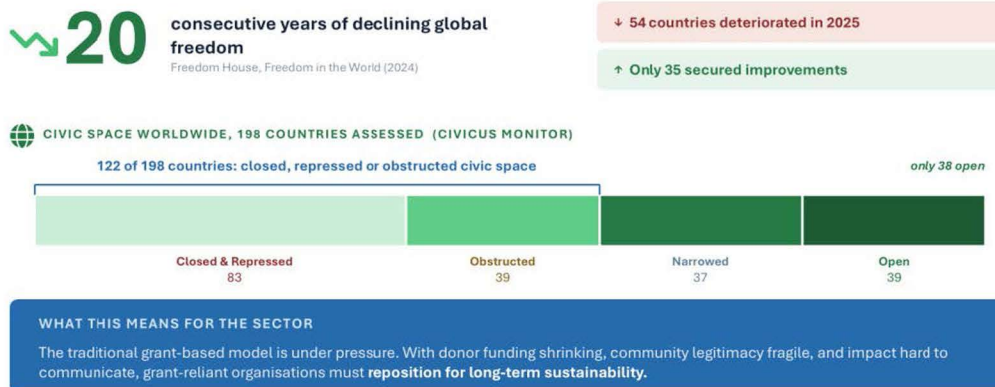 20
consecutive years of declining global
freedom
Freedom House, Freedom in the World (2024)
↓ 54 countries deteriorated in 2025
↑ Only 35 secured improvements
CIVIC SPACE WORLDWIDE, 198 COUNTRIES ASSESSED (CIVICUS MONITOR)
122 of 198 countries: closed, repressed or obstructed civic space
only 38 open
Closed & Repressed
83
Obstructed
39
Narrowed
37
Open
39
WHAT THIS MEANS FOR THE SECTOR
The traditional grant-based model is under pressure. With donor funding shrinking, community legitimacy fragile, and impact hard to
communicate, grant-reliant organisations must reposition for long-term sustainability.